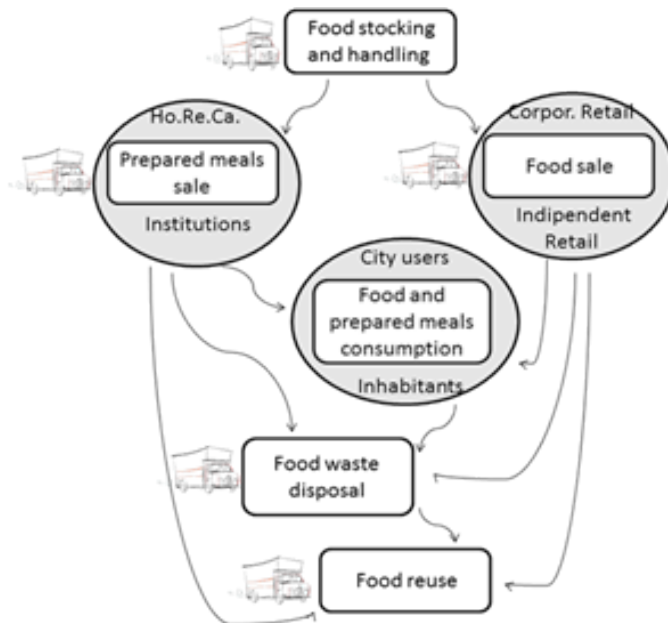 Food stocking
and handling
Ho.Re.Ca.
Prepared meals
sale
Institutions
Corpor. Retail
Food sale
Indipendent
Retail
City users
Food and
prepared meals
consumption
Inhabitants
Food waste
disposal
Food reuse